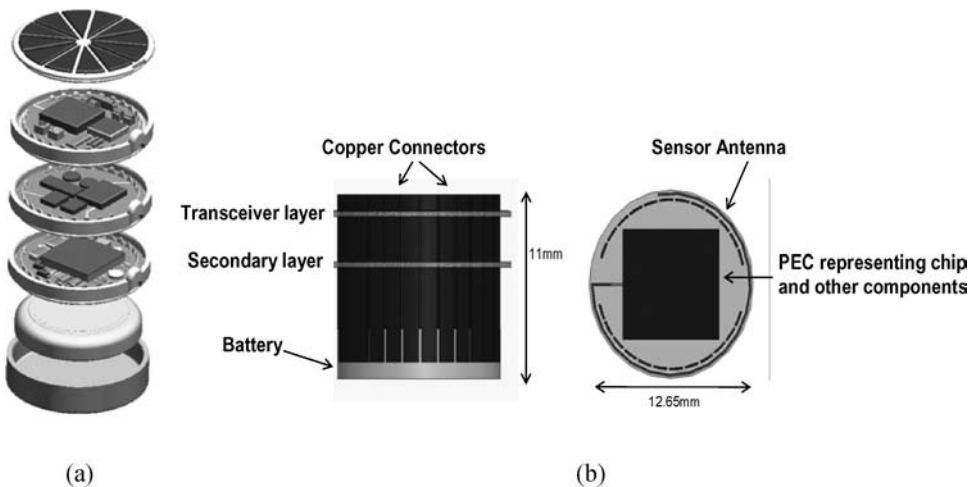 Copper Connectors
Sensor Antenna
Transceiver layer
11mm
Secondary layer
PEC representing chip
and other components
Battery
12.65mm
(a)
(b)